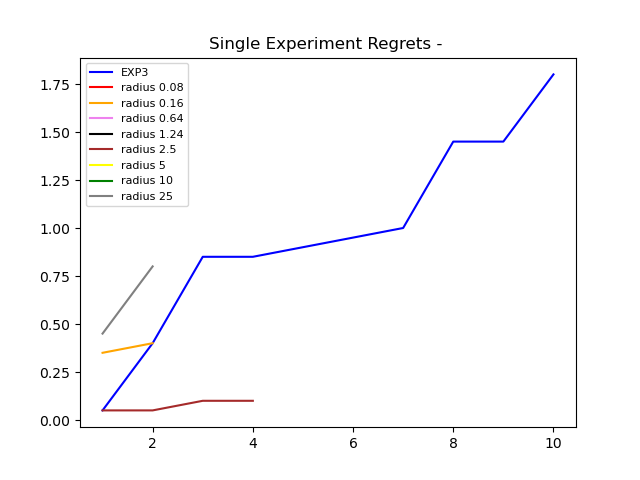 Single Experiment Regrets -
EXP3
radius 0.08
radius 0.16
radius 0.64
radius 1.24
radius 2.5
radius 5
radius 10
radius 25
1.75
1.50
1.25
1.00
0.75
0.50
0.25
0.00
2 4 6 8 10